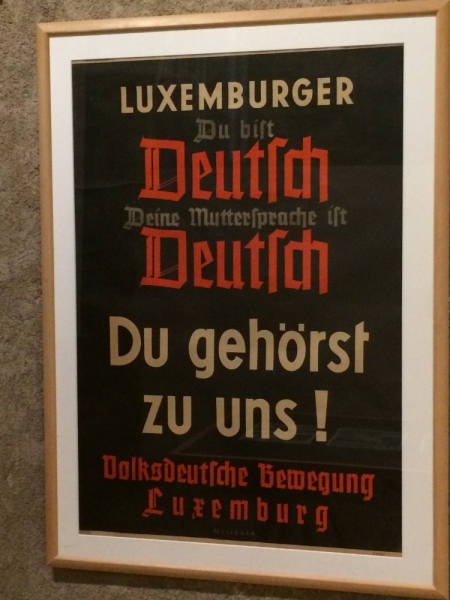 LUXEMBURGER
Du bist
Deutsch
Deine Muttersprache ist
Deutsch
Du gehörst
zu uns!
Volksdeutsche Bewegung
Luxemburg